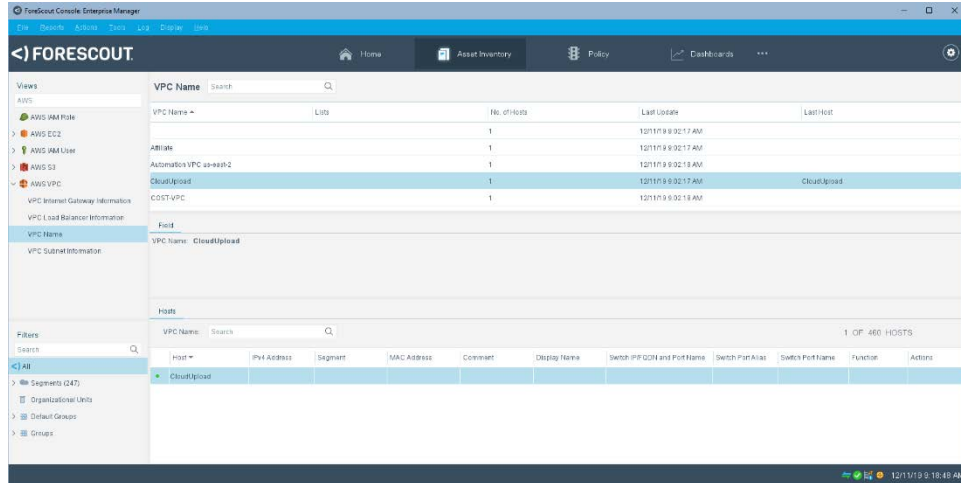 ForeScout Console: Enterprise Manager
File Reports Actions Tools Log Display Help
<) FORESCOUT.
Home
Asset Inventory
Policy
Dashboards
...
Views
AWS
AWS IAM Role
AWS EC2
AWS IAM User
AWS S3
AWS VPC
VPC Internet Gateway Information
VPC Load Balancer Information
VPC Name
VPC Subnet Information
Filters
Search
All
Segments (247)
Organizational Units
Default Groups
Groups
VPC Name Search
VPC Name Lists No. of Hosts Last Update Last Host
1 12/11/19 9:02:17 AM
Affiliate 1 12/11/19 9:02:17 AM
Automation VPC us-east-2 1 12/11/19 9:02:18 AM
CloudUpload 1 12/11/19 9:02:17 AM CloudUpload
COST-VPC 1 12/11/19 9:02:18 AM
Field
VPC Name: CloudUpload
Hosts
VPC Name: Search 1 OF 460 HOSTS
Host IPv4 Address Segment MAC Address Comment Display Name Switch IP/FQDN and Port Name Switch Port Alias Switch Port Name Function Actions
CloudUpload
12/11/19 9:18:48 AM